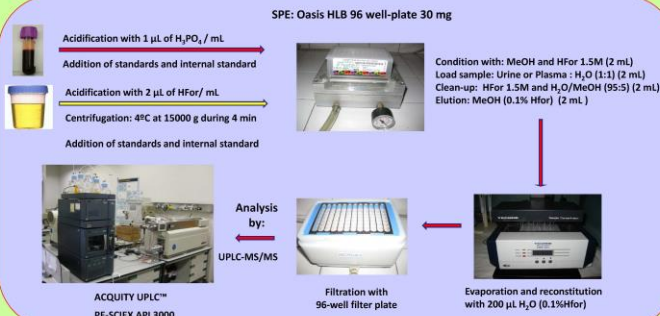 SPE: Oasis HLB 96 well-plate 30 mg
Acidification with 1 µL of H₃PO₄ / mL
Addition of standards and internal standard
Acidification with 2 µL of HFor/ mL
Centrifugation: 4ºC at 15000 g during 4 min
Addition of standards and internal standard
Condition with: MeOH and HFor 1.5M (2 mL)
Load sample: Urine or Plasma : H₂O (1:1) (2 mL)
Clean-up: HFor 1.5M and H₂O/MeOH (95:5) (2 mL)
Elution: MeOH (0.1% Hfor) (2 mL )
Analysis
by:
UPLC-MS/MS
ACQUITY UPLC™
PE-SCIEX API 3000
Filtration with
96-well filter plate
Evaporation and reconstitution
with 200 µL H₂O (0.1%Hfor)